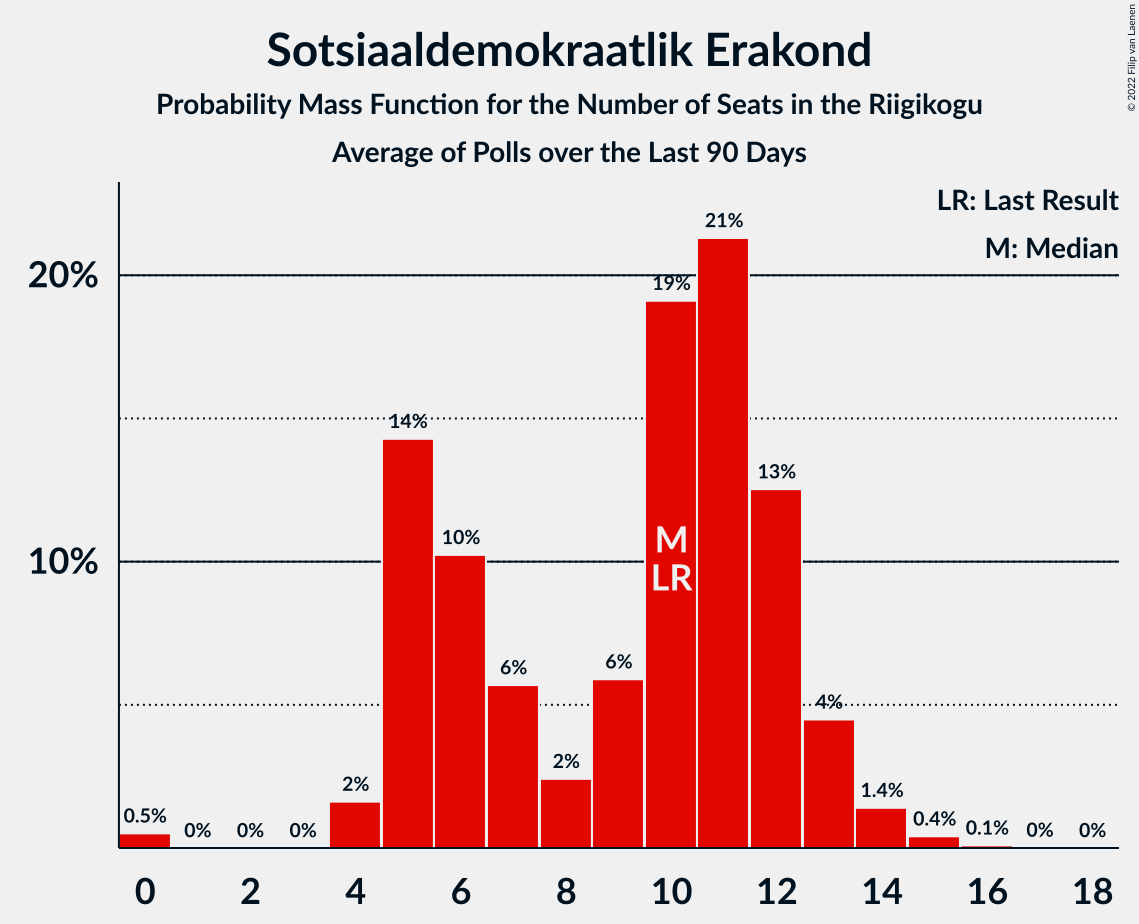 Sotsiaaldemokraatlik Erakond
Probability Mass Function for the Number of Seats in the Riigikogu
Average of Polls over the Last 90 Days
© 2022 Filip van Laenen
LR: Last Result
M: Median
20%
10%
0.5%
0%
0%
0%
2%
14%
10%
6%
2%
6%
19%
21%
13%
4%
1.4%
0.4%
0.1%
0%
0%
M
LR
0 2 4 6 8 10 12 14 16 18